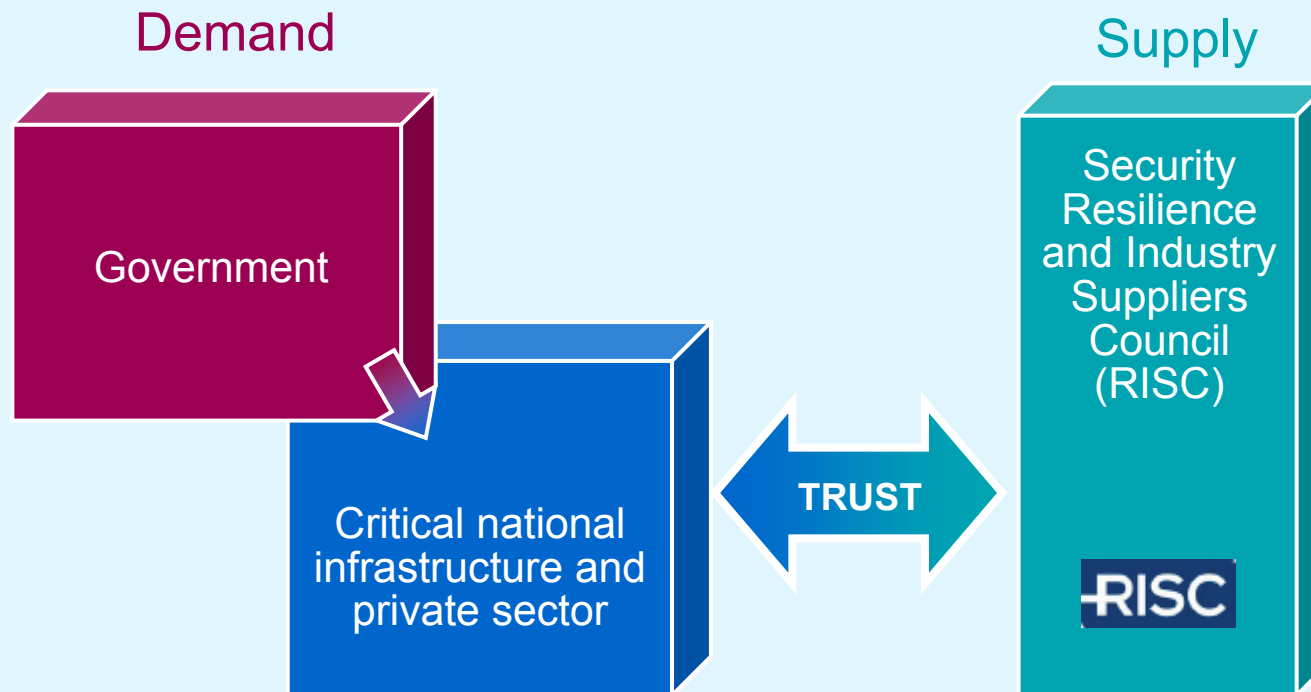 Demand
Supply
Government
Critical national
infrastructure and
private sector
TRUST
Security
Resilience
and Industry
Suppliers
Council
(RISC)
RISC